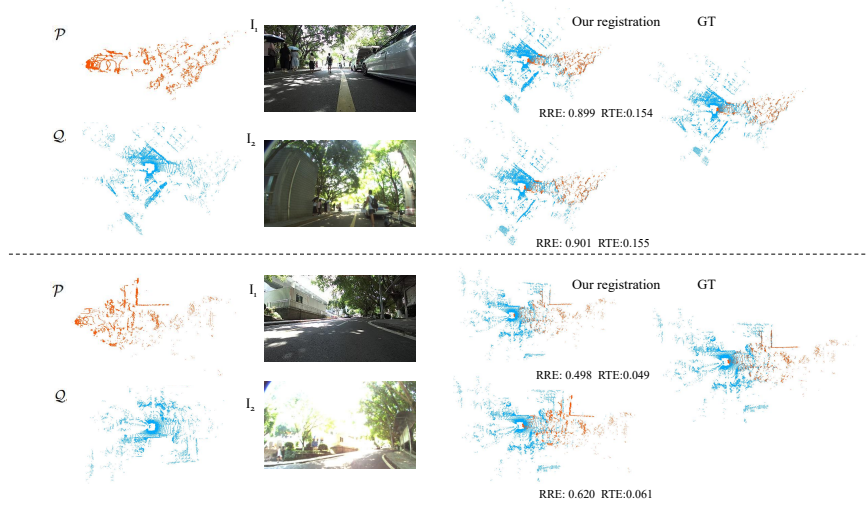 𝒫 I₁ Our registration GT
RRE: 0.899 RTE:0.154
𝒬 I₂
RRE: 0.901 RTE:0.155
𝒫 I₁ Our registration GT
RRE: 0.498 RTE:0.049
𝒬 I₂
RRE: 0.620 RTE:0.061